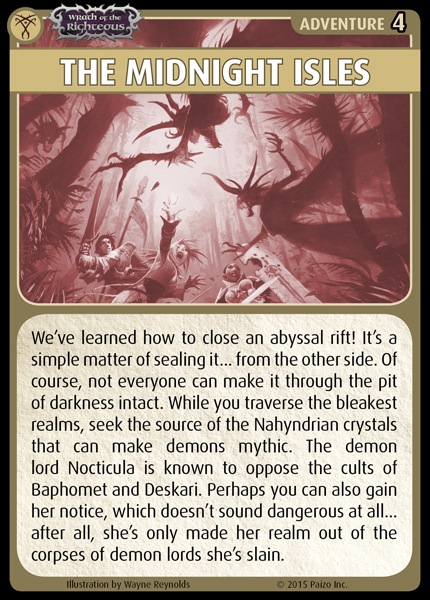 Wrath of the
Righteous
ADVENTURE 4
THE MIDNIGHT ISLES
We've learned how to close an abyssal rift! It's a
simple matter of sealing it... from the other side. Of
course, not everyone can make it through the pit
of darkness intact. While you traverse the bleakest
realms, seek the source of the Nahyndrian crystals
that can make demons mythic. The demon
lord Nocticula is known to oppose the cults of
Baphomet and Deskari. Perhaps you can also gain
her notice, which doesn't sound dangerous at all...
after all, she's only made her realm out of the
corpses of demon lords she's slain.
Illustration by Wayne Reynolds
© 2015 Paizo Inc.